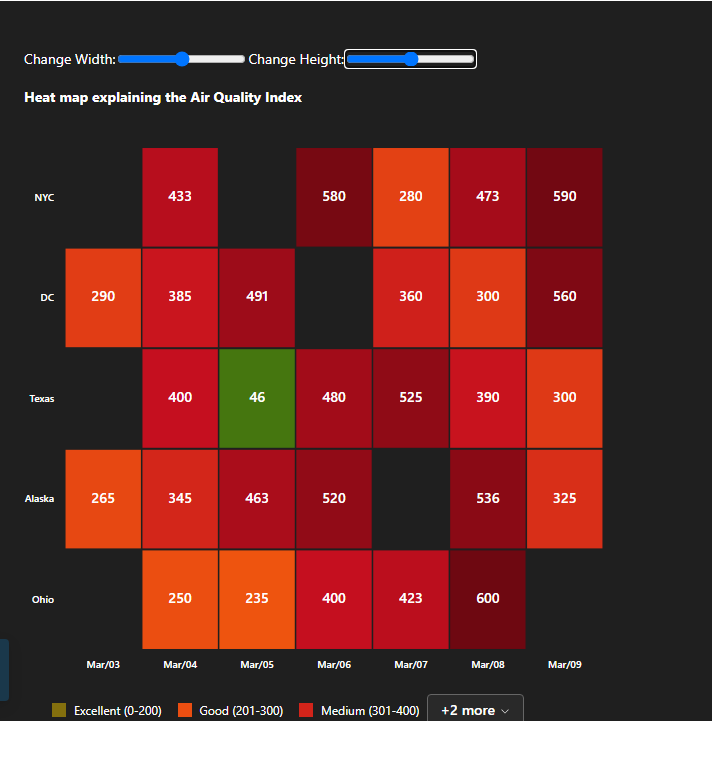 Change Width: Change Height:
Heat map explaining the Air Quality Index
NYC 433 580 280 473 590
DC 290 385 491 360 300 560
Texas 400 46 480 525 390 300
Alaska 265 345 463 520 536 325
Ohio 250 235 400 423 600
Mar/03 Mar/04 Mar/05 Mar/06 Mar/07 Mar/08 Mar/09
Excellent (0-200) Good (201-300) Medium (301-400) +2 more